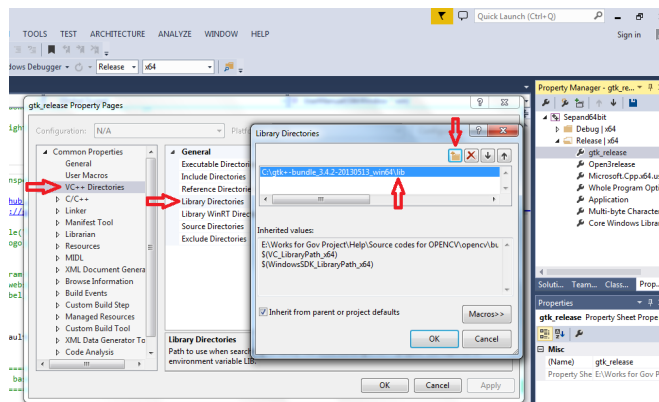 Quick Launch (Ctrl+Q)
TOOLS TEST ARCHITECTURE ANALYZE WINDOW HELP
Sign in
dows Debugger Release x64
Property Manager - gtk_re...
Sepand64bit
Debug | x64
Release | x64
gtk_release
Open3release
Microsoft.Cpp.x64.us
Whole Program Opti
Application
Multi-byte Characte
Core Windows Librar
Soluti... Team... Class... Prop...
Properties
gtk_release Property Sheet Prope
Misc
(Name) gtk_release
Property She E:\Works for Gov P
gtk_release Property Pages
Configuration: N/A
Platf
Common Properties
General
User Macros
VC++ Directories
C/C++
Linker
Manifest Tool
Librarian
Resources
MIDL
XML Document Genera
Browse Information
Build Events
Custom Build Step
Managed Resources
Custom Build Tool
XML Data Generator To
Code Analysis
General
Executable Directori
Include Directories
Reference Directorie
Library Directories
Library WinRT Direc
Source Directories
Exclude Directories
Library Directories
Path to use when search
environment variable LIB.
OK Cancel Apply
Library Directories
C:\gtk+-bundle_3.4.2-20130513_win64\lib
Inherited values:
E:\Works for Gov Project\Help\Source codes for OPENCV\opencv\bu
$(VC_LibraryPath_x64)
$(WindowsSDK_LibraryPath_x64)
Inherit from parent or project defaults
Macros>>
OK Cancel